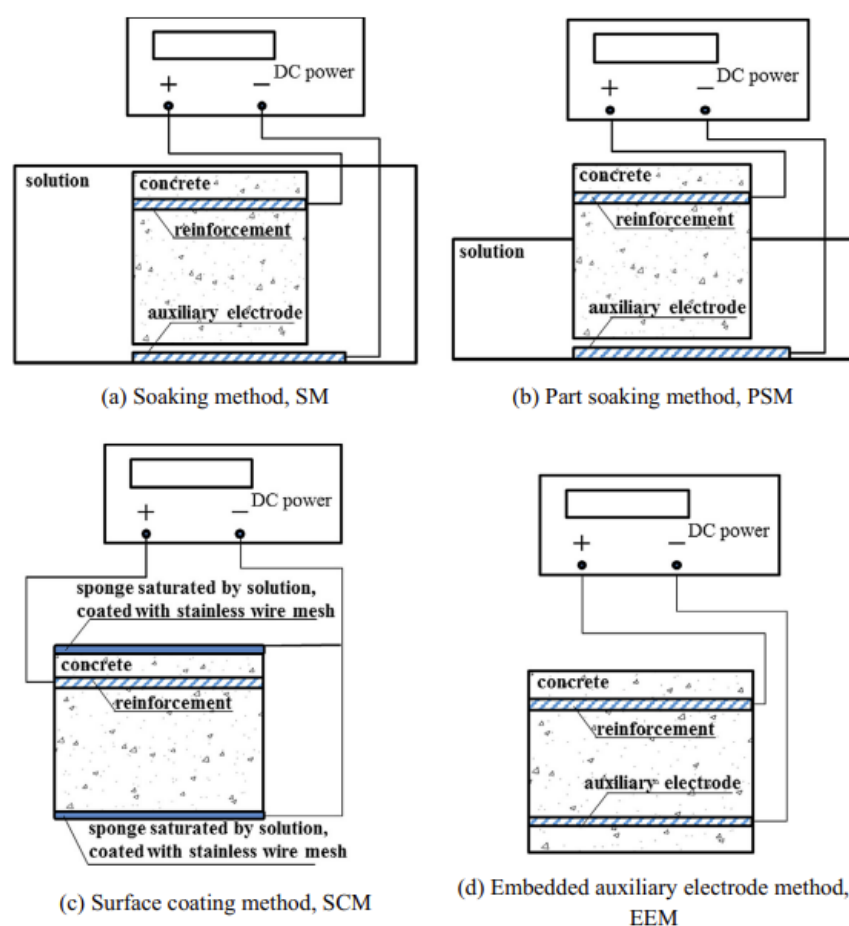 DC power
+ −
solution
concrete
reinforcement
auxiliary electrode
(a) Soaking method, SM
DC power
+ −
concrete
reinforcement
solution
auxiliary electrode
(b) Part soaking method, PSM
DC power
+ −
sponge saturated by solution,
coated with stainless wire mesh
concrete
reinforcement
sponge saturated by solution,
coated with stainless wire mesh
(c) Surface coating method, SCM
DC power
+ −
concrete
reinforcement
auxiliary electrode
(d) Embedded auxiliary electrode method,
EEM